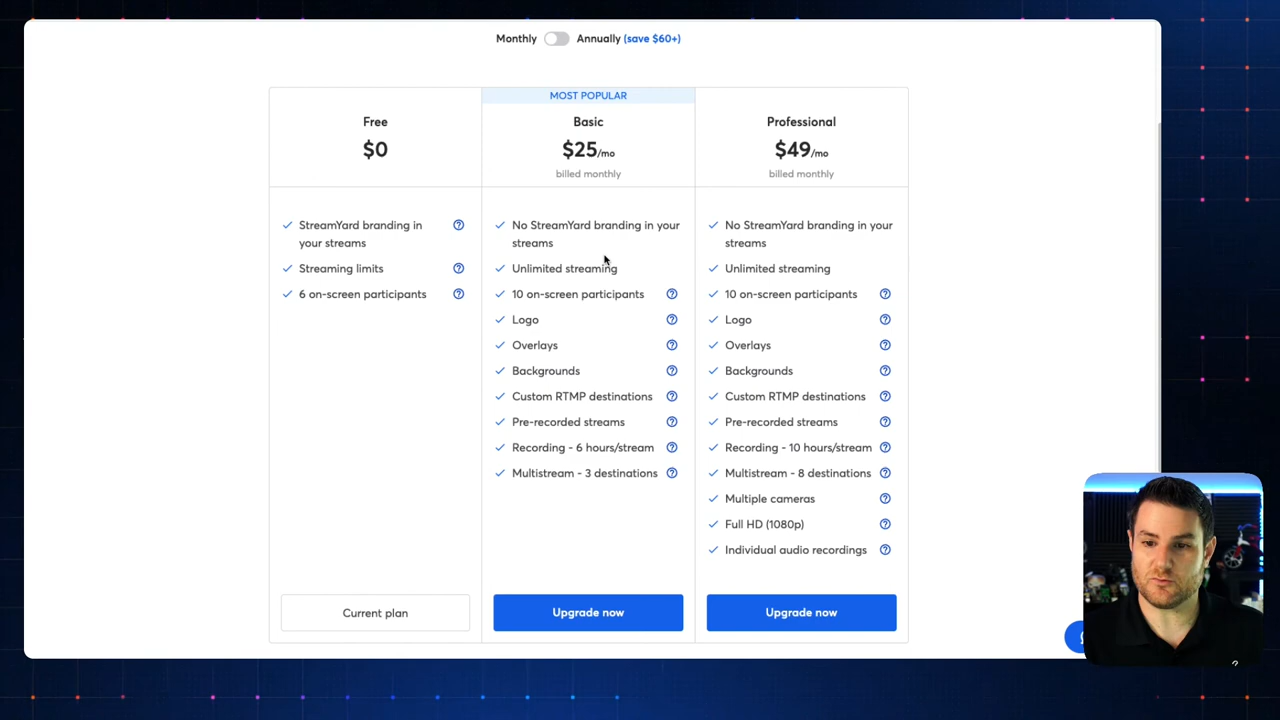 Monthly Annually (save $60+)
Free
$0
StreamYard branding in
your streams
Streaming limits
6 on-screen participants
Current plan
MOST POPULAR
Basic
$25/mo
billed monthly
No StreamYard branding in your
streams
Unlimited streaming
10 on-screen participants
Logo
Overlays
Backgrounds
Custom RTMP destinations
Pre-recorded streams
Recording - 6 hours/stream
Multistream - 3 destinations
Upgrade now
Professional
$49/mo
billed monthly
No StreamYard branding in your
streams
Unlimited streaming
10 on-screen participants
Logo
Overlays
Backgrounds
Custom RTMP destinations
Pre-recorded streams
Recording - 10 hours/stream
Multistream - 8 destinations
Multiple cameras
Full HD (1080p)
Individual audio recordings
Upgrade now